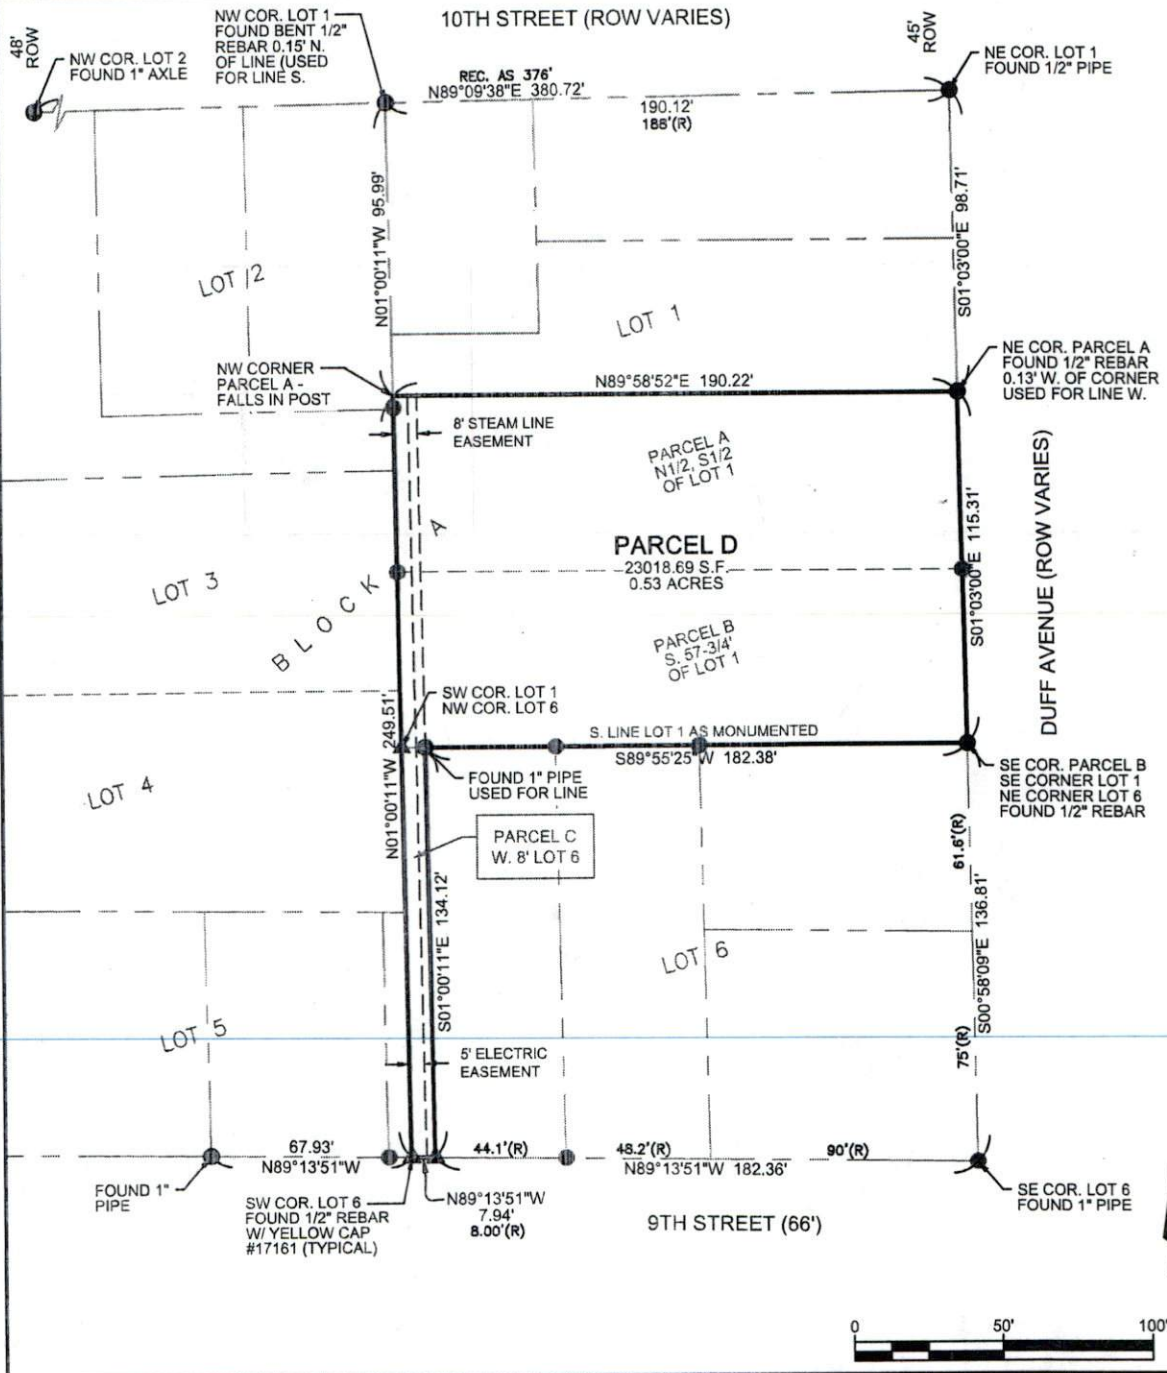 10TH STREET (ROW VARIES)
48'
ROW
NW COR. LOT 2
FOUND 1" AXLE
NW COR. LOT 1
FOUND BENT 1/2"
REBAR 0.15' N.
OF LINE (USED
FOR LINE S.
REC. AS 376'
N89°09'38"E 380.72'
190.12'
188'(R)
45'
ROW
NE COR. LOT 1
FOUND 1/2" PIPE
N01°00'11"W 95.99'
S01°03'00"E 98.71'
LOT 2
LOT 1
NW CORNER
PARCEL A -
FALLS IN POST
N89°58'52"E 190.22'
NE COR. PARCEL A
FOUND 1/2" REBAR
0.13' W. OF CORNER
USED FOR LINE W.
8' STEAM LINE
EASEMENT
PARCEL A
N1/2, S1/2
OF LOT 1
DUFF AVENUE (ROW VARIES)
S01°03'00"E 115.31'
PARCEL D
23018.69 S.F.
0.53 ACRES
LOT 3
BLOCK A
PARCEL B
S. 57-3/4'
OF LOT 1
SW COR. LOT 1
NW COR. LOT 6
N01°00'11"W 249.51'
S. LINE LOT 1 AS MONUMENTED
S89°55'25"W 182.38'
FOUND 1" PIPE
USED FOR LINE
SE COR. PARCEL B
SE CORNER LOT 1
NE CORNER LOT 6
FOUND 1/2" REBAR
LOT 4
PARCEL C
W. 8' LOT 6
61.6'(R)
S01°00'11"E 134.12'
S00°58'09"E 136.81'
LOT 6
75'(R)
LOT 5
5' ELECTRIC
EASEMENT
67.93'
N89°13'51"W
44.1'(R)
48.2'(R)
90'(R)
N89°13'51"W 182.36'
FOUND 1"
PIPE
SW COR. LOT 6
FOUND 1/2" REBAR
W/ YELLOW CAP
#17161 (TYPICAL)
N89°13'51"W
7.94'
8.00'(R)
SE COR. LOT 6
FOUND 1" PIPE
9TH STREET (66')
0 50' 100'